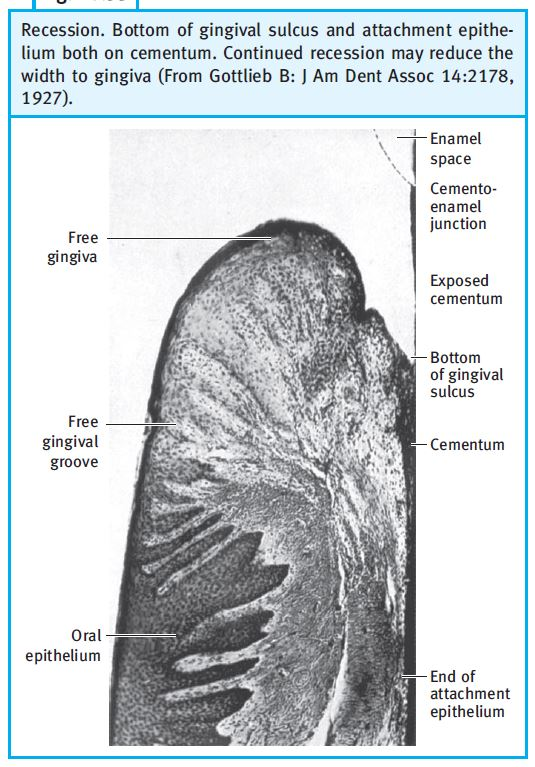 Recession. Bottom of gingival sulcus and attachment epithe-
lium both on cementum. Continued recession may reduce the
width to gingiva (From Gottlieb B: J Am Dent Assoc 14:2178,
1927).
Enamel
space
Cemento-
enamel
junction
Free
gingiva
Exposed
cementum
Bottom
of gingival
sulcus
Free
gingival
groove
Cementum
Oral
epithelium
End of
attachment
epithelium